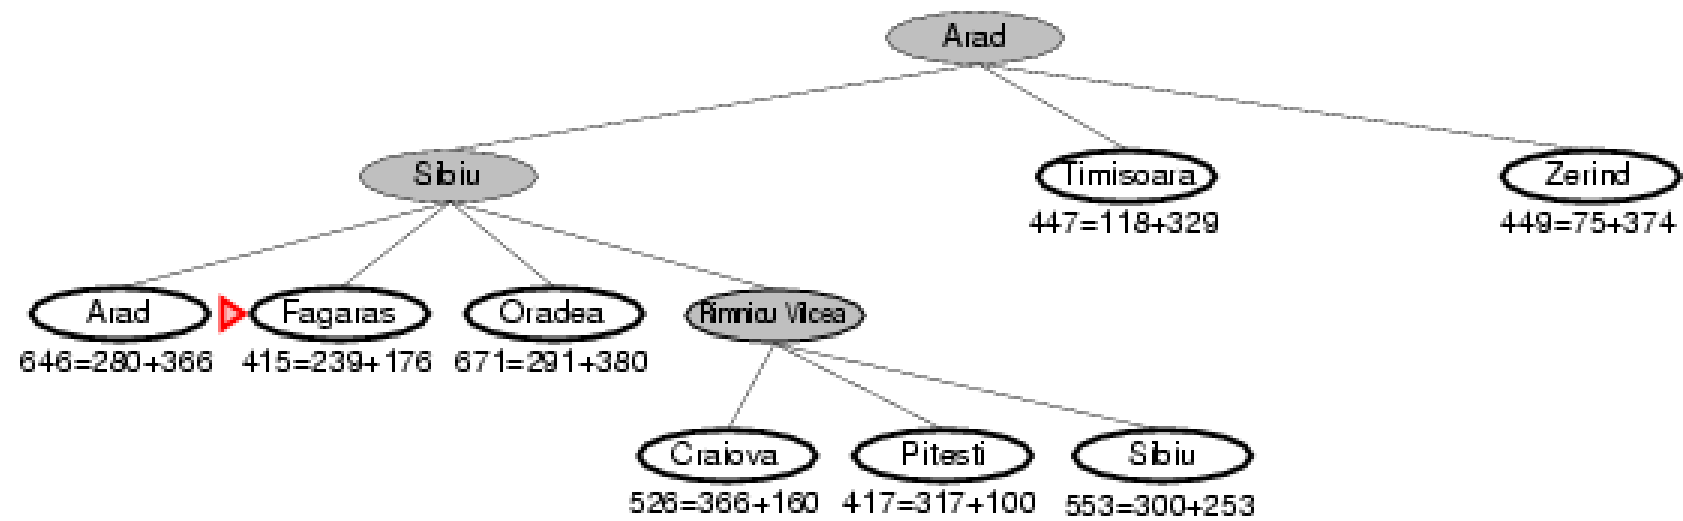 Arad
Sibiu
Timisoara
Zerind
447=118+329
449=75+374
Arad
Fagaras
Oradea
Rimnicu Vilcea
646=280+366
415=239+176
671=291+380
Craiova
Pitesti
Sibiu
526=366+160
417=317+100
553=300+253